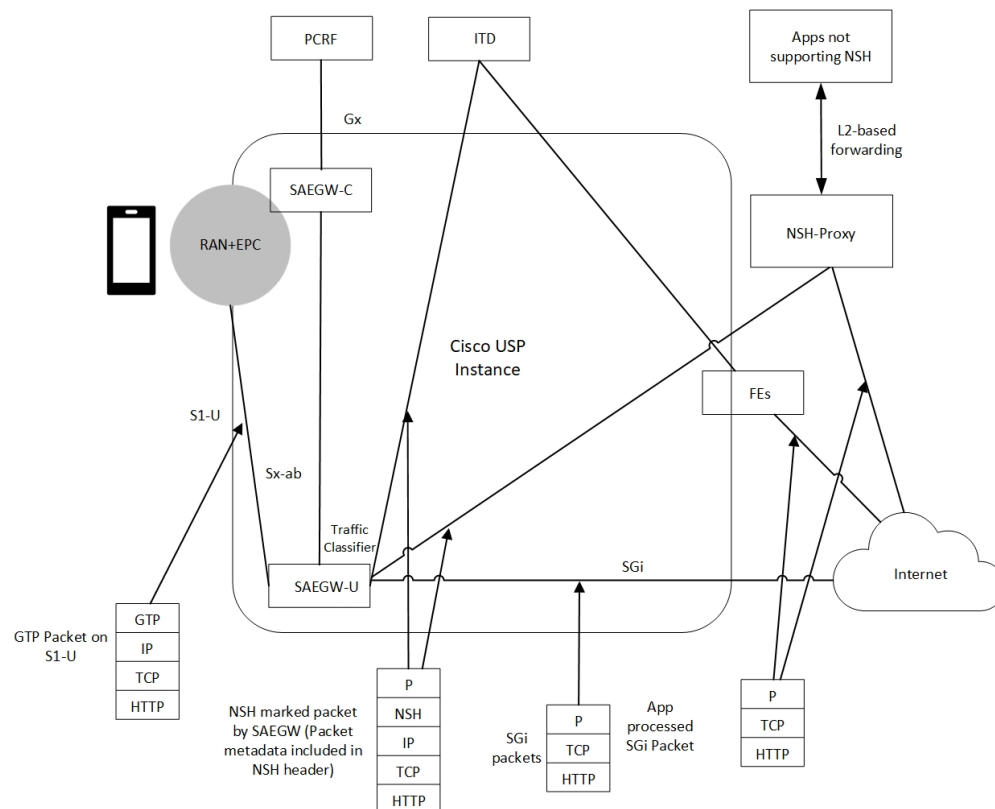 PCRF
ITD
Apps not
supporting NSH
Gx
L2-based
forwarding
SAEGW-C
RAN+EPC
NSH-Proxy
Cisco USP
Instance
FEs
S1-U
Sx-ab
Traffic
Classifier
SAEGW-U
SGi
Internet
GTP Packet on
S1-U
GTP
IP
TCP
HTTP
NSH marked packet
by SAEGW (Packet
metadata included in
NSH header)
P
NSH
IP
TCP
HTTP
SGi
packets
P
TCP
HTTP
App
processed
SGi Packet
P
TCP
HTTP